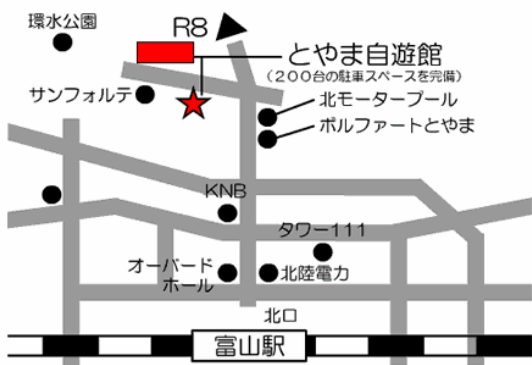 環水公園
R8
とやま自遊館
(200台の駐車スペースを完備)
サンフォルテ
北モータープール
ボルファートとやま
KNB
タワー111
オーバード
ホール
北陸電力
北口
富山駅